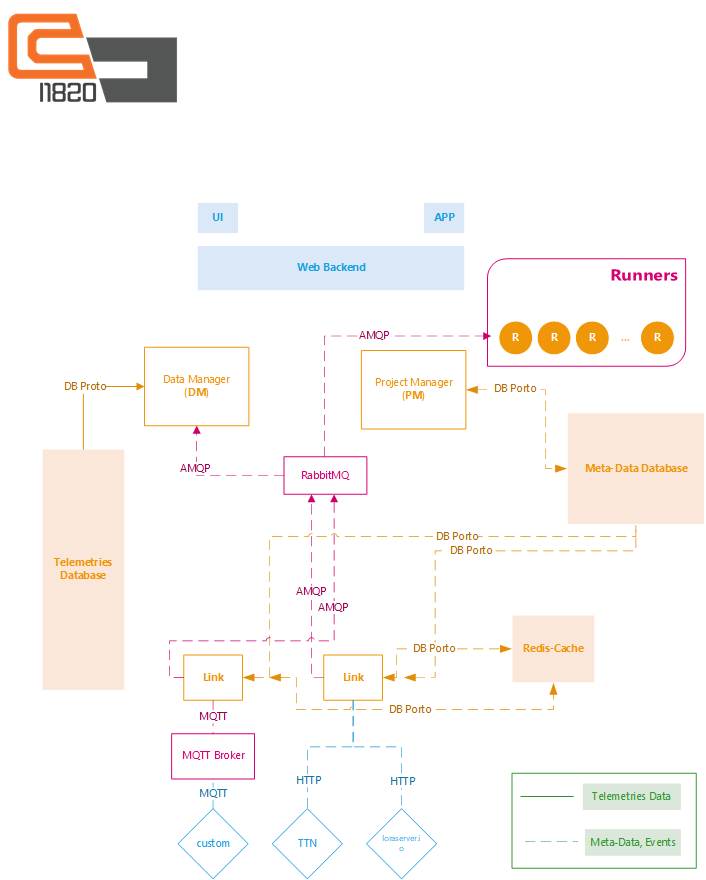 I1820
UI
APP
Web Backend
Runners
R
R
R
...
R
AMQP
Data Manager
(DM)
Project Manager
(PM)
DB Proto
DB Porto
AMQP
RabbitMQ
Meta-Data Database
DB Porto
DB Porto
Telemetries
Database
AMQP
AMQP
Redis-Cache
DB Porto
Link
Link
DB Porto
MQTT
MQTT Broker
MQTT
HTTP
HTTP
Telemetries Data
custom
TTN
loraserver.i
o
Meta-Data, Events